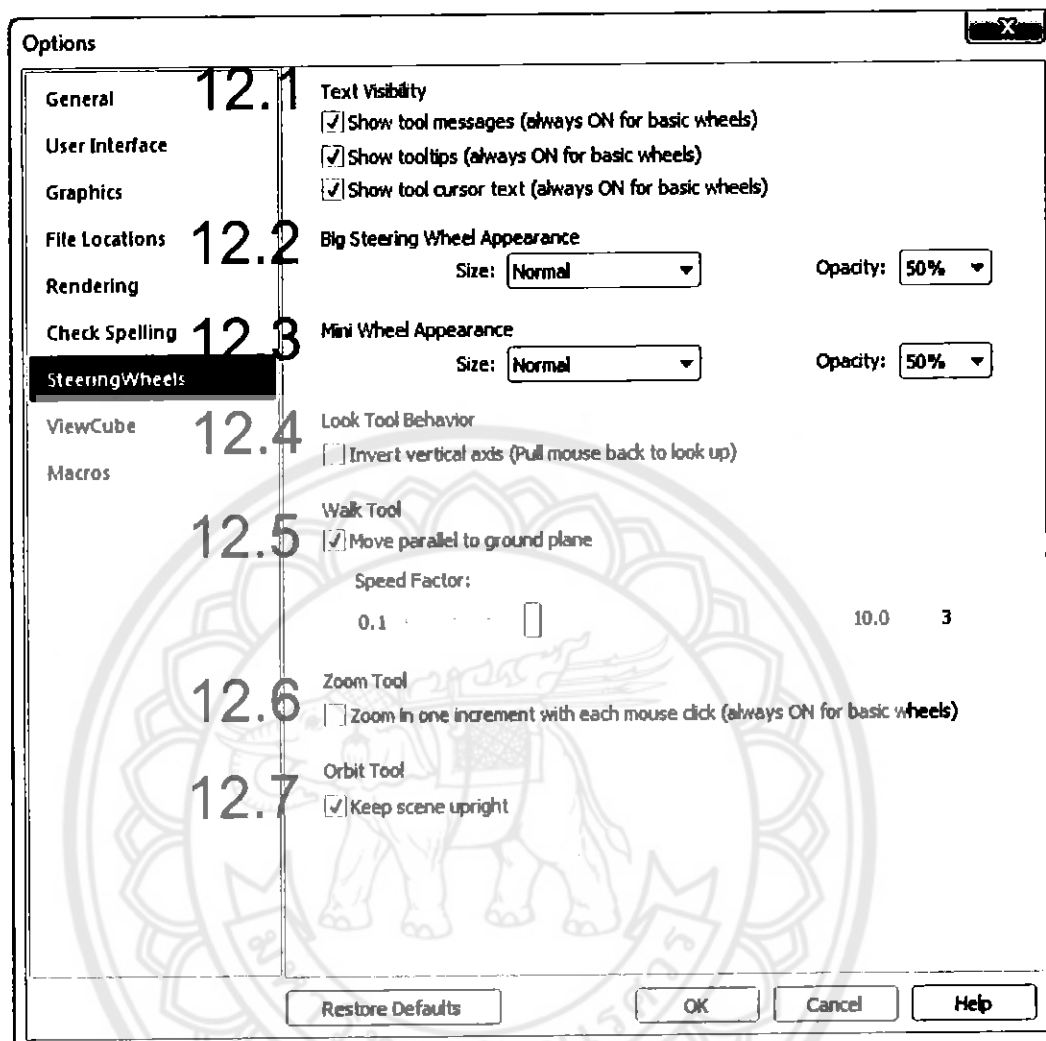 Options
X
General
User Interface
Graphics
File Locations
Rendering
Check Spelling
SteeringWheels
ViewCube
Macros
12.1 Text Visibility
Show tool messages (always ON for basic wheels)
Show tooltips (always ON for basic wheels)
Show tool cursor text (always ON for basic wheels)
12.2 Big Steering Wheel Appearance
Size: Normal Opacity: 50%
12.3 Mini Wheel Appearance
Size: Normal Opacity: 50%
12.4 Look Tool Behavior
Invert vertical axis (Pull mouse back to look up)
12.5 Walk Tool
Move parallel to ground plane
Speed Factor:
0.1 10.0 3
12.6 Zoom Tool
Zoom in one increment with each mouse click (always ON for basic wheels)
12.7 Orbit Tool
Keep scene upright
Restore Defaults OK Cancel Help